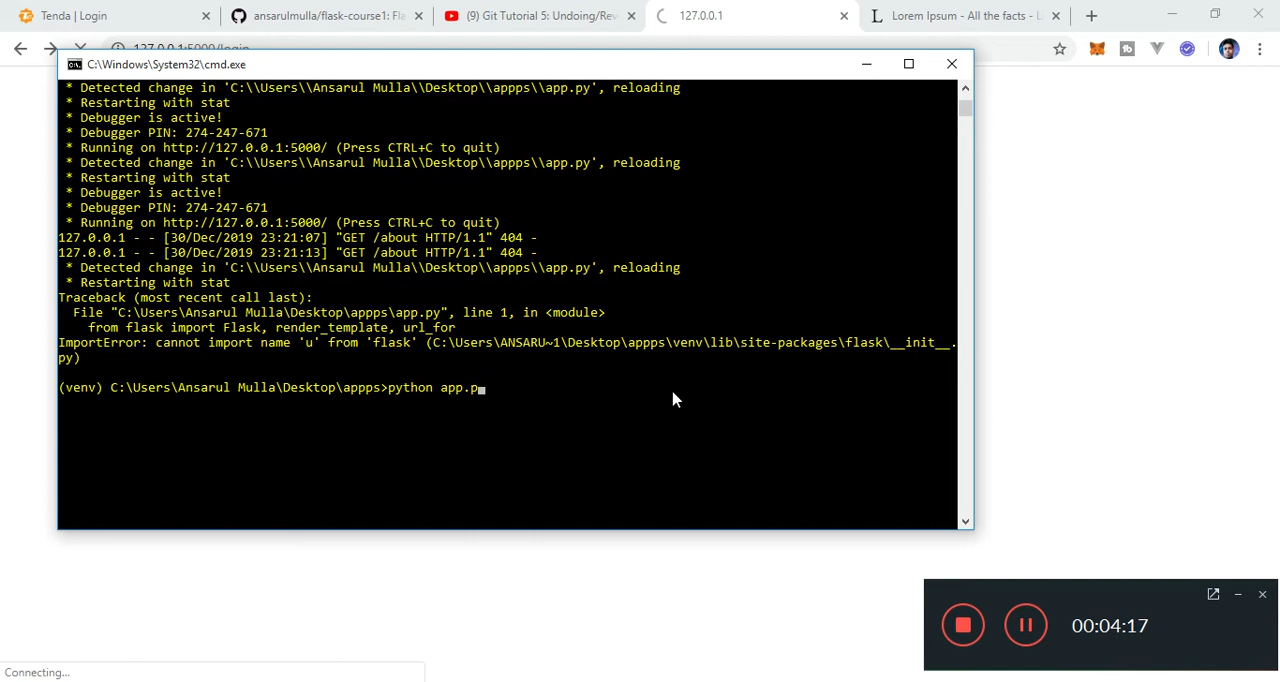 Tenda | Login
ansarulmulla/flask-course1: Fla
(9) Git Tutorial 5: Undoing/Rev
127.0.0.1
Lorem Ipsum - All the facts - L
127.0.0.1:5000/login
C:\Windows\System32\cmd.exe
* Detected change in 'C:\\Users\\Ansarul Mulla\\Desktop\\appps\\app.py', reloading
* Restarting with stat
* Debugger is active!
* Debugger PIN: 274-247-671
* Running on http://127.0.0.1:5000/ (Press CTRL+C to quit)
* Detected change in 'C:\\Users\\Ansarul Mulla\\Desktop\\appps\\app.py', reloading
* Restarting with stat
* Debugger is active!
* Debugger PIN: 274-247-671
* Running on http://127.0.0.1:5000/ (Press CTRL+C to quit)
127.0.0.1 - - [30/Dec/2019 23:21:07] "GET /about HTTP/1.1" 404 -
127.0.0.1 - - [30/Dec/2019 23:21:13] "GET /about HTTP/1.1" 404 -
* Detected change in 'C:\\Users\\Ansarul Mulla\\Desktop\\appps\\app.py', reloading
* Restarting with stat
Traceback (most recent call last):
File "C:\Users\Ansarul Mulla\Desktop\appps\app.py", line 1, in <module>
from flask import Flask, render_template, url_for
ImportError: cannot import name 'u' from 'flask' (C:\Users\ANSARU~1\Desktop\appps\venv\lib\site-packages\flask\__init__.
py)
(venv) C:\Users\Ansarul Mulla\Desktop\appps>python app.p
00:04:17
Connecting...